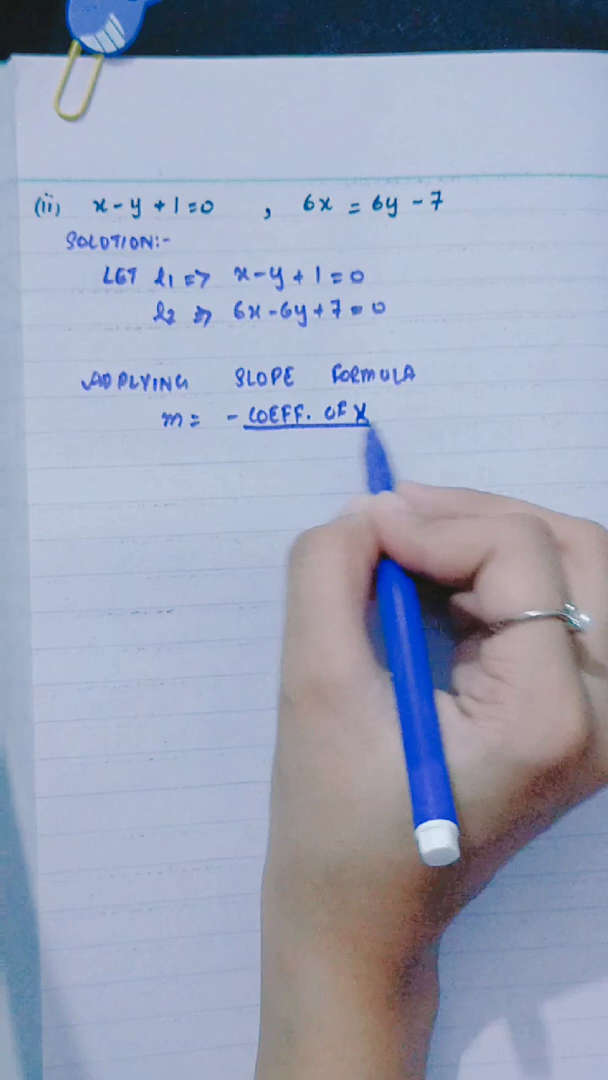 (ii) x-y+1=0 , 6x = 6y-7
SOLUTION:-
LET l1 => x-y+1=0
l2 => 6x-6y+7=0
APPLYING SLOPE FORMULA
m = - COEFF. OF X